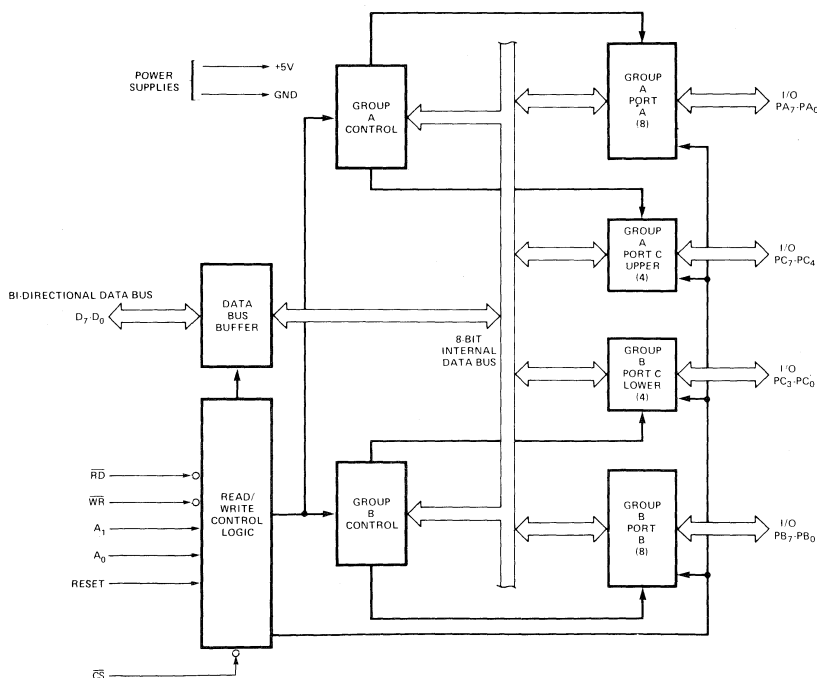 POWER
SUPPLIES
+5V
GND
GROUP
A
CONTROL
GROUP
A
PORT
A
(8)
I/O
PA7-PA0
GROUP
A
PORT C
UPPER
(4)
I/O
PC7-PC4
BI-DIRECTIONAL DATA BUS
D7-D0
DATA
BUS
BUFFER
8-BIT
INTERNAL
DATA BUS
GROUP
B
PORT C
LOWER
(4)
I/O
PC3-PC0
RD
WR
A1
A0
RESET
CS
READ/
WRITE
CONTROL
LOGIC
GROUP
B
CONTROL
GROUP
B
PORT
B
(8)
I/O
PB7-PB0